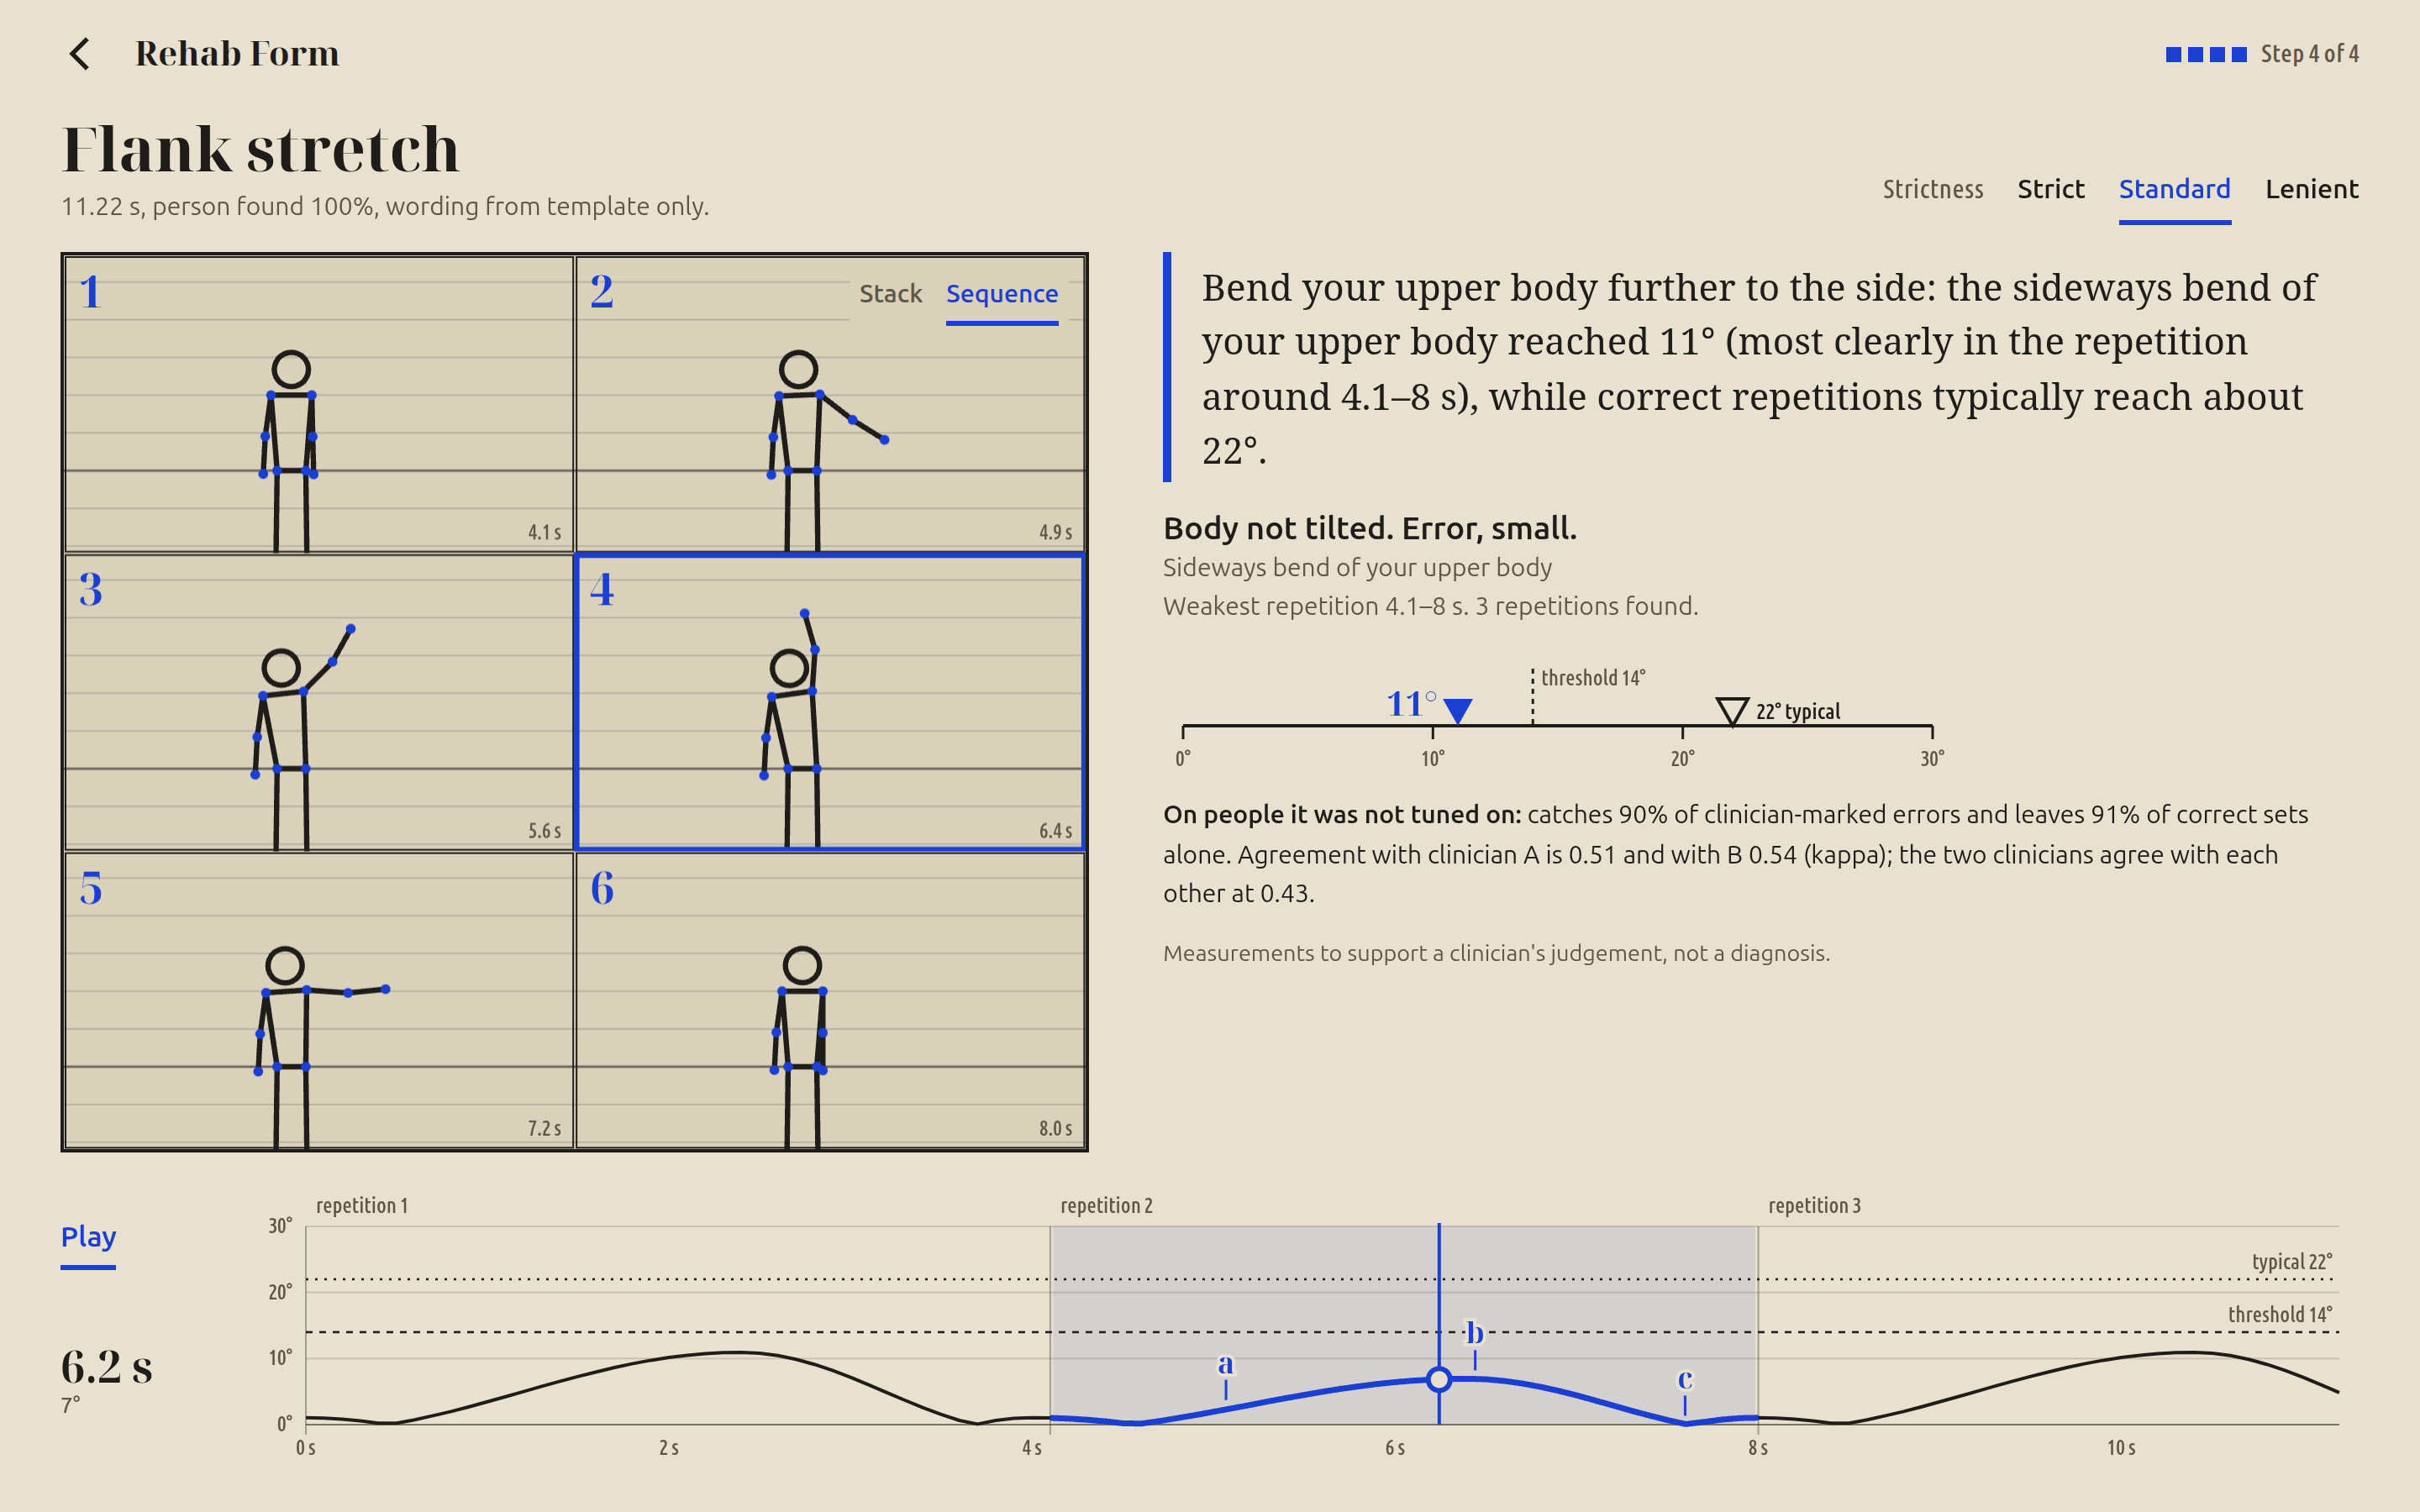 Rehab Form
Step 4 of 4
Flank stretch
11.22 s, person found 100%, wording from template only.
Strictness Strict Standard Lenient
1
4.1 s
2
Stack Sequence
4.9 s
3
5.6 s
4
6.4 s
5
7.2 s
6
8.0 s
Bend your upper body further to the side: the sideways bend of
your upper body reached 11° (most clearly in the repetition
around 4.1–8 s), while correct repetitions typically reach about
22°.
Body not tilted. Error, small.
Sideways bend of your upper body
Weakest repetition 4.1–8 s. 3 repetitions found.
threshold 14°
11°
22° typical
0° 10° 20° 30°
On people it was not tuned on: catches 90% of clinician-marked errors and leaves 91% of correct sets
alone. Agreement with clinician A is 0.51 and with B 0.54 (kappa); the two clinicians agree with each
other at 0.43.
Measurements to support a clinician's judgement, not a diagnosis.
Play
6.2 s
7°
repetition 1 repetition 2 repetition 3
30°
typical 22°
20°
threshold 14°
b
10°
a
c
0°
0 s 2 s 4 s 6 s 8 s 10 s